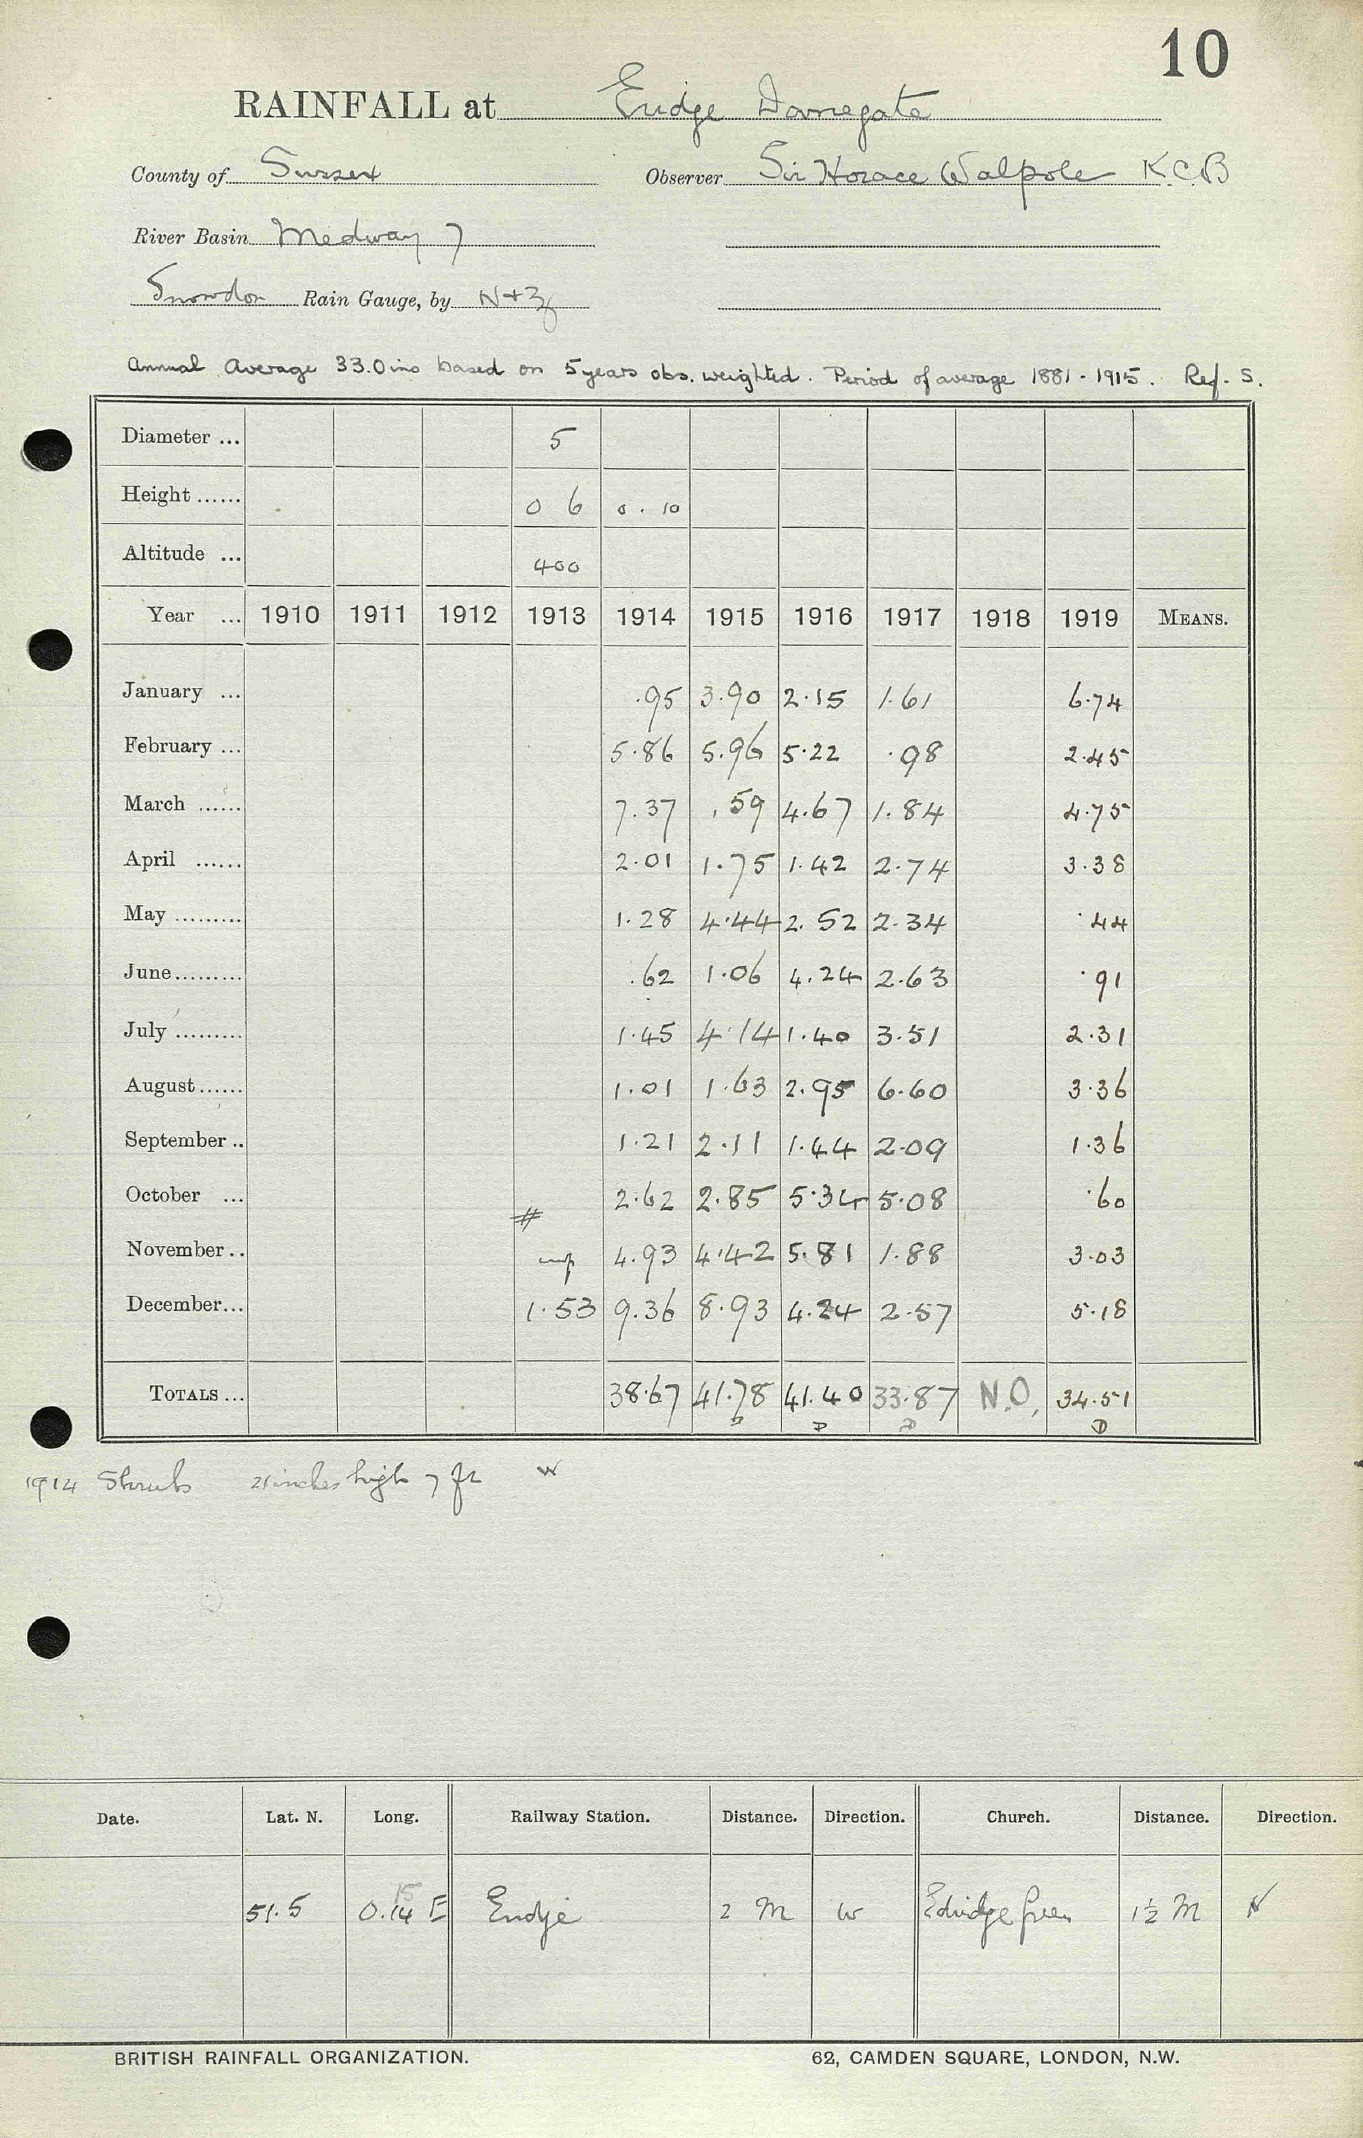 10
RAINFALL at Eridge Danegate
County of Sussex Observer Sir Horace Walpole K.C.B
River Basin Medway 7
Snowdon Rain Gauge, by N+Z
Annual Average 33.0 ins based on 5 years obs. weighted. Period of average 1881-1915. Ref. S.
Diameter ... 5
Height ...... 0 6 0.10
Altitude ... 400
Year ... 1910 1911 1912 1913 1914 1915 1916 1917 1918 1919 MEANS.
January ... .95 3.90 2.15 1.61 6.74
February ... 5.86 5.96 5.22 .98 2.45
March ...... 7.37 .59 4.67 1.84 4.75
April ...... 2.01 1.75 1.42 2.74 3.38
May ......... 1.28 4.44 2.52 2.34 .44
June......... .62 1.06 4.24 2.63 .91
July ......... 1.45 4.14 1.40 3.51 2.31
August...... 1.01 1.63 2.95 6.60 3.36
September .. 1.21 2.11 1.44 2.09 1.36
October ... 2.62 2.85 5.34 5.08 .60
November.. 4.93 4.42 5.81 1.88 3.03
December... 1.53 9.36 8.93 4.24 2.57 5.18
TOTALS ... 38.67 41.78 41.40 33.87 N.O. 34.51
D D D D
1914 Shrubs 21 inches high 7 ft W
Date. Lat. N. Long. Railway Station. Distance. Direction. Church. Distance. Direction.
15
51.5 0.14 E Eridge 2 M W Eridge Green 1½ M N
BRITISH RAINFALL ORGANIZATION. 62, CAMDEN SQUARE, LONDON, N.W.